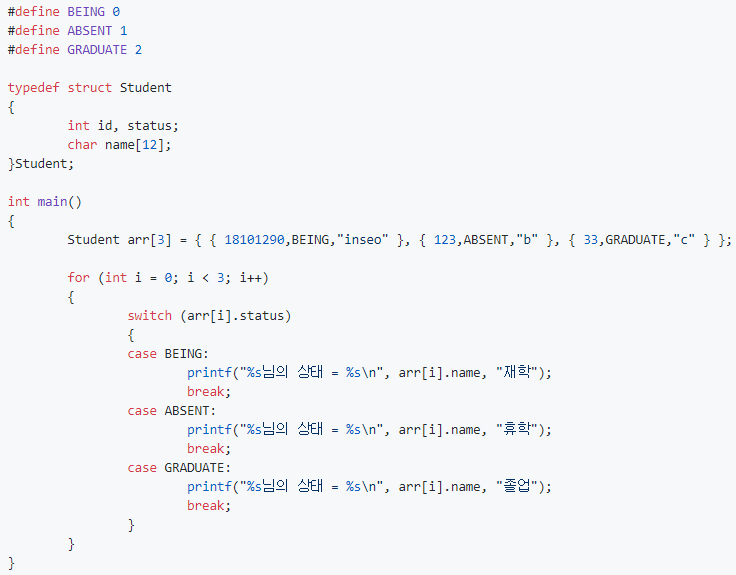 #define BEING 0
#define ABSENT 1
#define GRADUATE 2
typedef struct Student
{
int id, status;
char name[12];
}Student;
int main()
{
Student arr[3] = { { 18101290,BEING,"inseo" }, { 123,ABSENT,"b" }, { 33,GRADUATE,"c" } };
for (int i = 0; i < 3; i++)
{
switch (arr[i].status)
{
case BEING:
printf("%s님의 상태 = %s\n", arr[i].name, "재학");
break;
case ABSENT:
printf("%s님의 상태 = %s\n", arr[i].name, "휴학");
break;
case GRADUATE:
printf("%s님의 상태 = %s\n", arr[i].name, "졸업");
break;
}
}
}